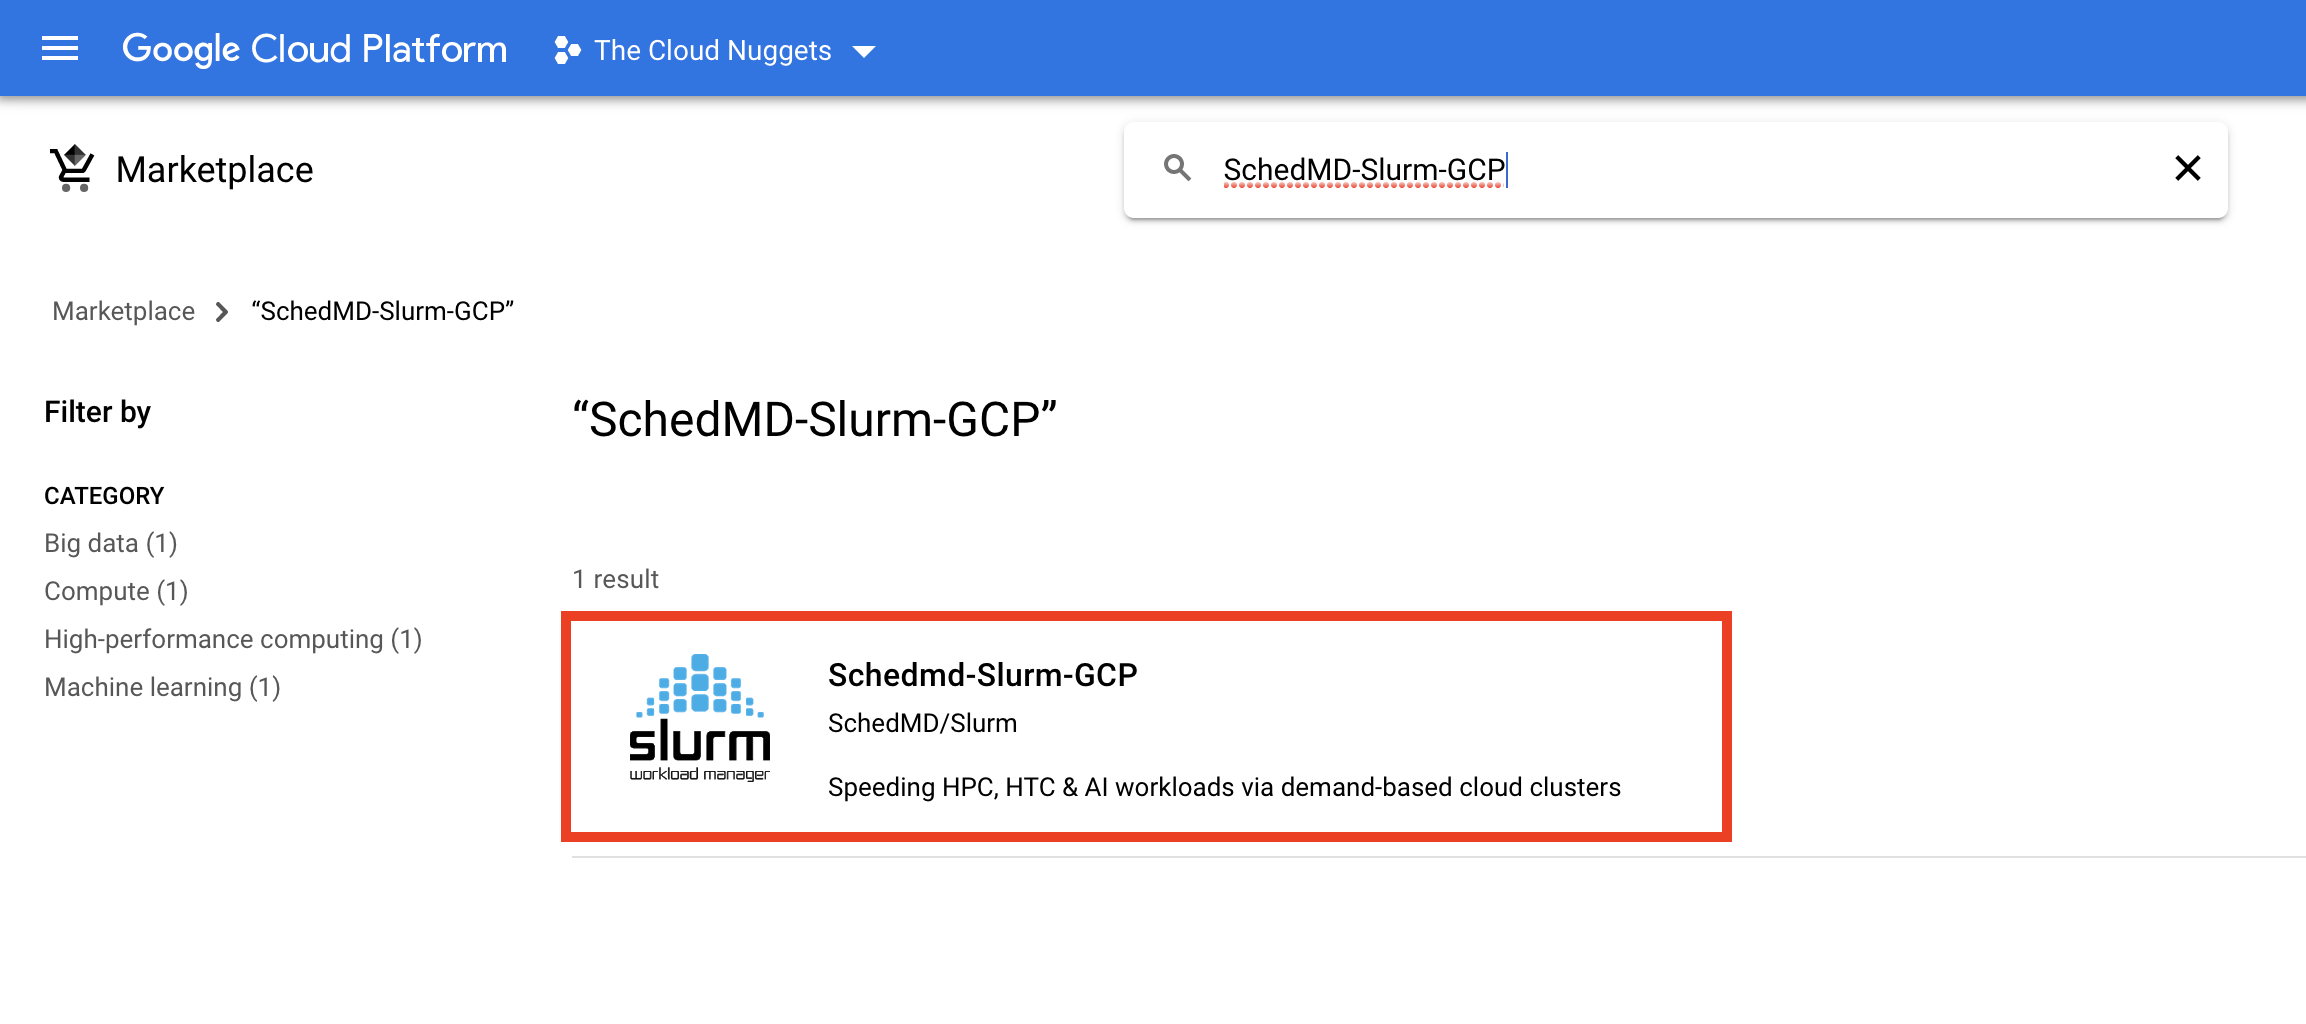 Google Cloud Platform
The Cloud Nuggets
Marketplace
SchedMD-Slurm-GCP
Marketplace
“SchedMD-Slurm-GCP”
Filter by
CATEGORY
Big data (1)
Compute (1)
High-performance computing (1)
Machine learning (1)
“SchedMD-Slurm-GCP”
1 result
slurm
workload manager
Schedmd-Slurm-GCP
SchedMD/Slurm
Speeding HPC, HTC & AI workloads via demand-based cloud clusters